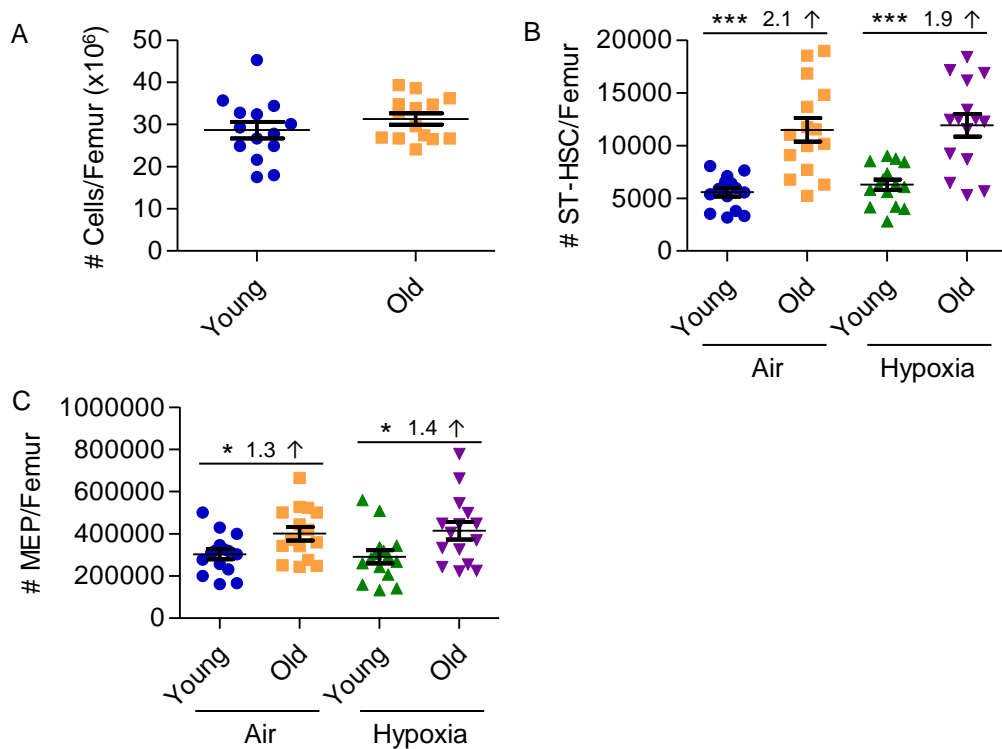 A
# Cells/Femur (x10⁶)
50
40
30
20
10
0
Young
Old
B
*** 2.1 ↑
*** 1.9 ↑
# ST-HSC/Femur
20000
15000
10000
5000
0
Young
Old
Young
Old
Air
Hypoxia
C
* 1.3 ↑
* 1.4 ↑
# MEP/Femur
1000000
800000
600000
400000
200000
0
Young
Old
Young
Old
Air
Hypoxia